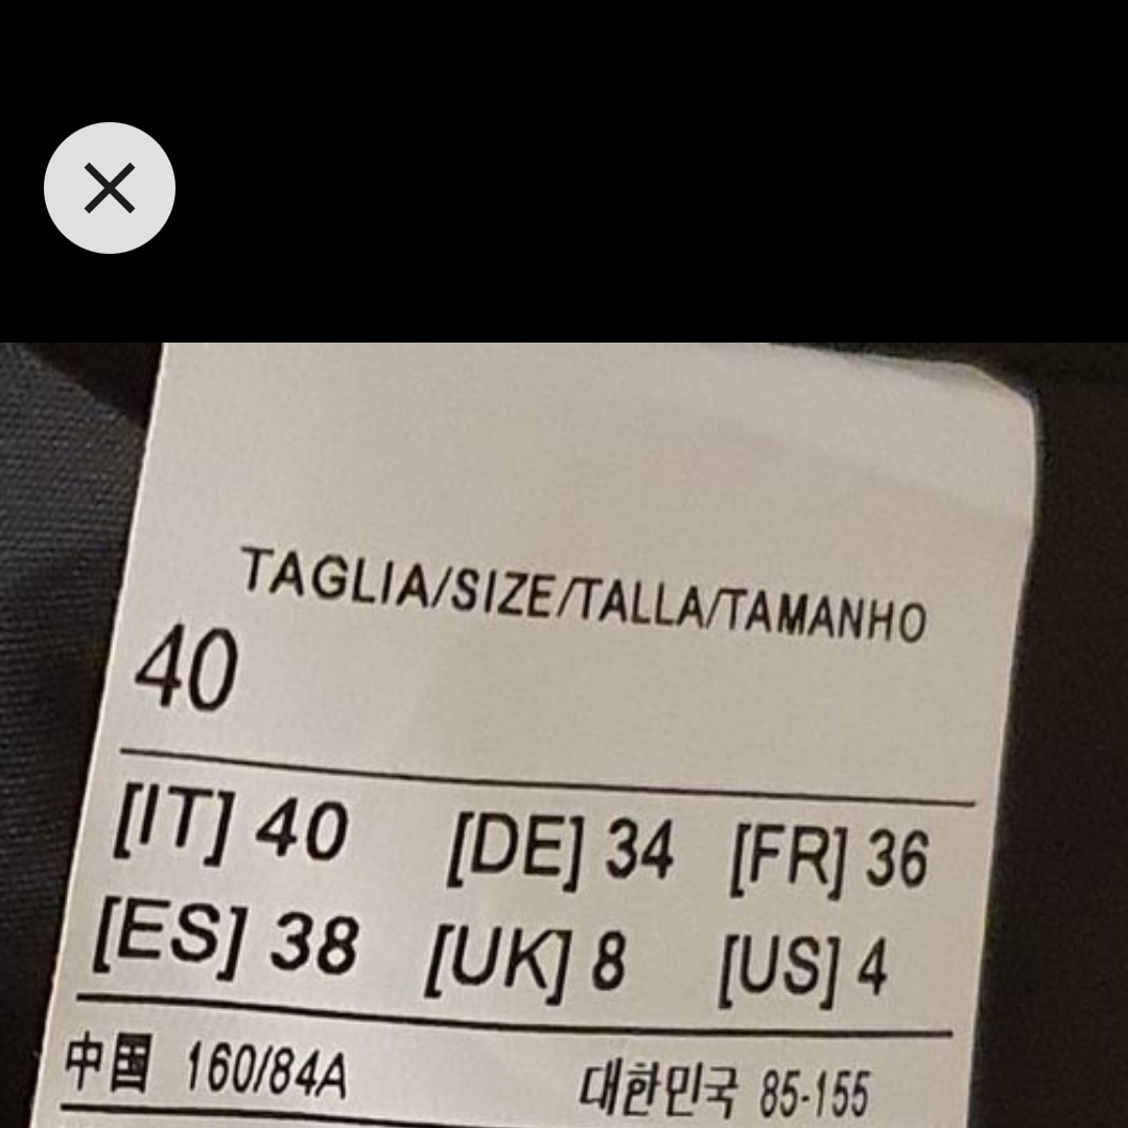 TAGLIA/SIZE/TALLA/TAMANHO
40
[IT] 40 [DE] 34 [FR] 36
[ES] 38 [UK] 8 [US] 4
中国 160/84A 대한민국 85-155